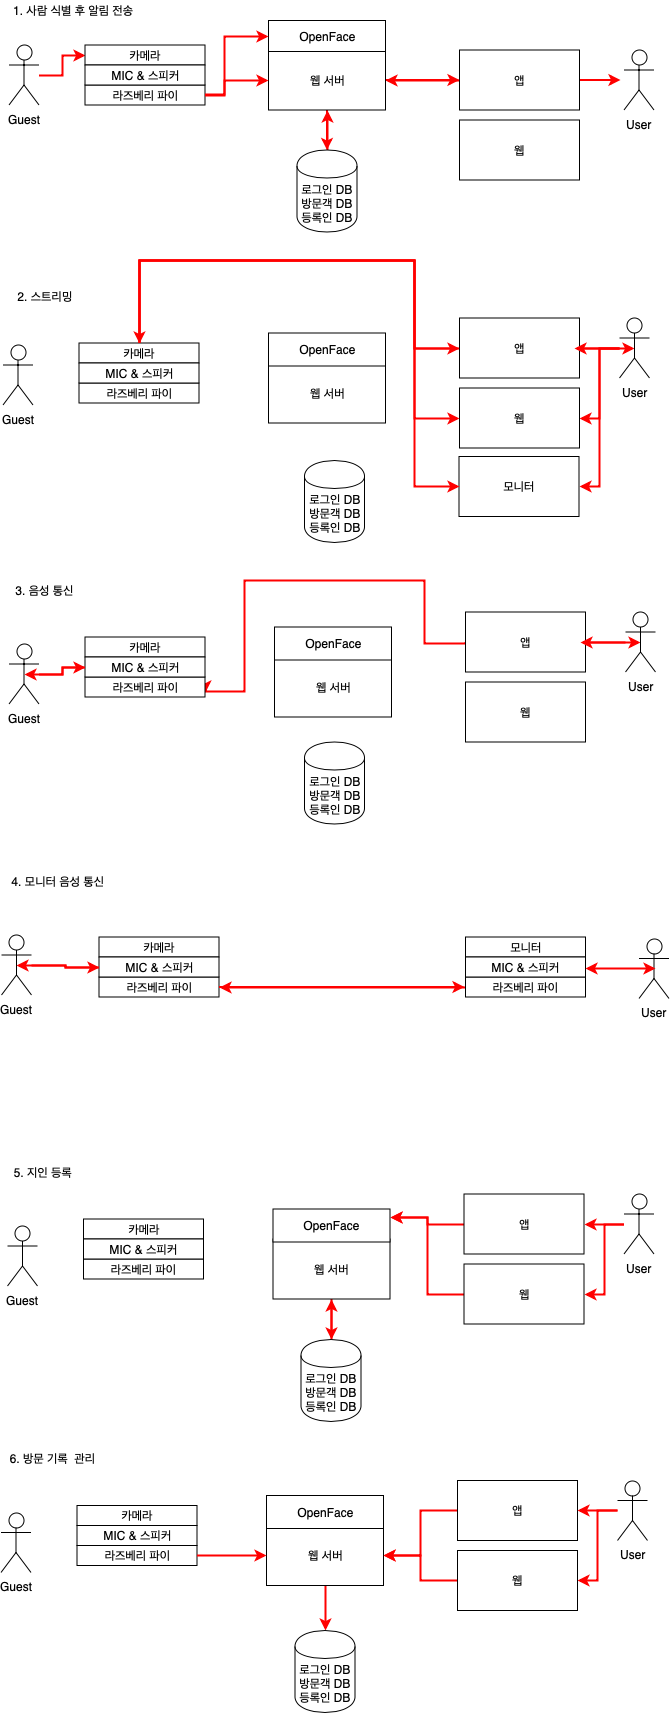 1. 사람 식별 후 알림 전송
카메라
MIC & 스피커
라즈베리 파이
Guest
OpenFace
웹 서버
로그인 DB
방문객 DB
등록인 DB
앱
웹
User
2. 스트리밍
카메라
MIC & 스피커
라즈베리 파이
Guest
OpenFace
웹 서버
로그인 DB
방문객 DB
등록인 DB
앱
웹
모니터
User
3. 음성 통신
카메라
MIC & 스피커
라즈베리 파이
Guest
OpenFace
웹 서버
로그인 DB
방문객 DB
등록인 DB
앱
웹
User
4. 모니터 음성 통신
카메라
MIC & 스피커
라즈베리 파이
Guest
모니터
MIC & 스피커
라즈베리 파이
User
5. 지인 등록
카메라
MIC & 스피커
라즈베리 파이
Guest
OpenFace
웹 서버
로그인 DB
방문객 DB
등록인 DB
앱
웹
User
6. 방문 기록 관리
카메라
MIC & 스피커
라즈베리 파이
Guest
OpenFace
웹 서버
로그인 DB
방문객 DB
등록인 DB
앱
웹
User